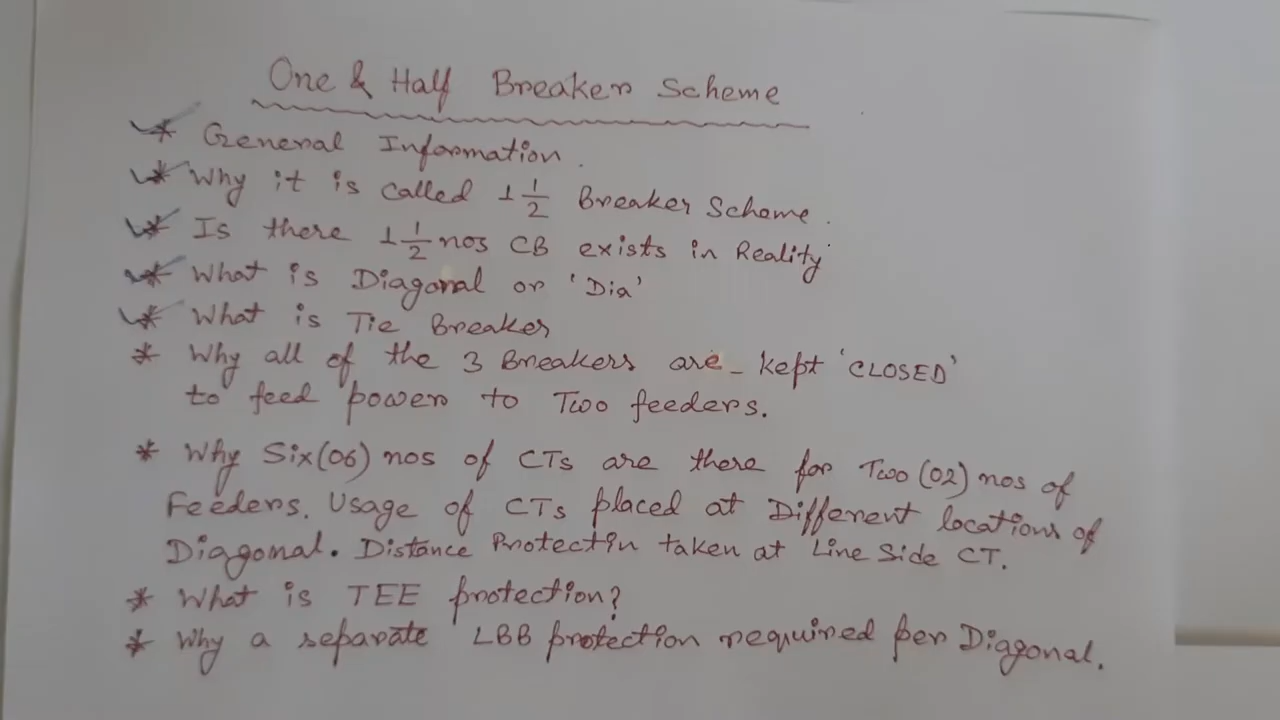 One & Half Breaker Scheme
* General Information.
* Why it is called 1 1/2 Breaker Scheme.
* Is there 1 1/2 nos CB exists in Reality
* What is Diagonal or 'Dia'
* What is Tie Breaker
* Why all of the 3 Breakers are kept 'CLOSED'
to feed power to Two feeders.
* Why Six(06) nos of CTs are there for Two (02) nos of
Feeders. Usage of CTs placed at Different locations of
Diagonal. Distance Protectin taken at Line Side CT.
* What is TEE protection?
* Why a separate LBB protection required per Diagonal.